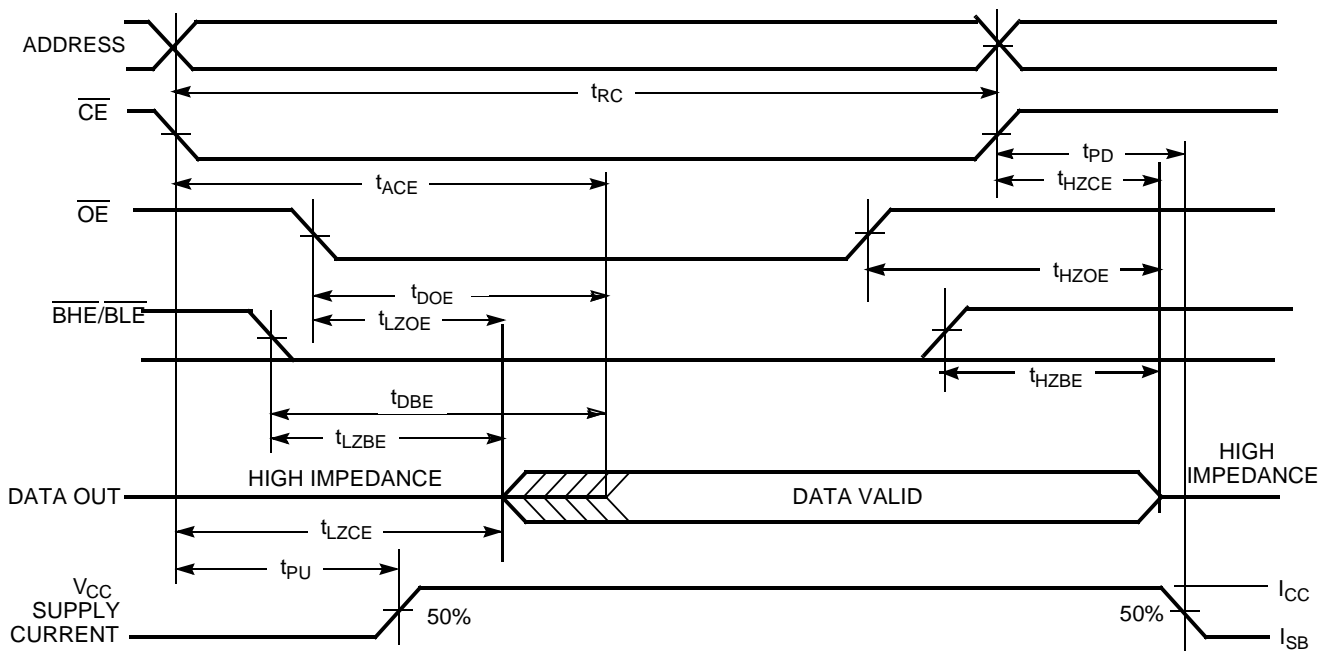 ADDRESS
tRC
CE
tPD
tACE
tHZCE
OE
tHZOE
tDOE
BHE/BLE
tLZOE
tHZBE
tDBE
tLZBE
HIGH IMPEDANCE
HIGH
IMPEDANCE
DATA OUT
DATA VALID
tLZCE
tPU
VCC
SUPPLY
CURRENT
50%
50%
ICC
ISB